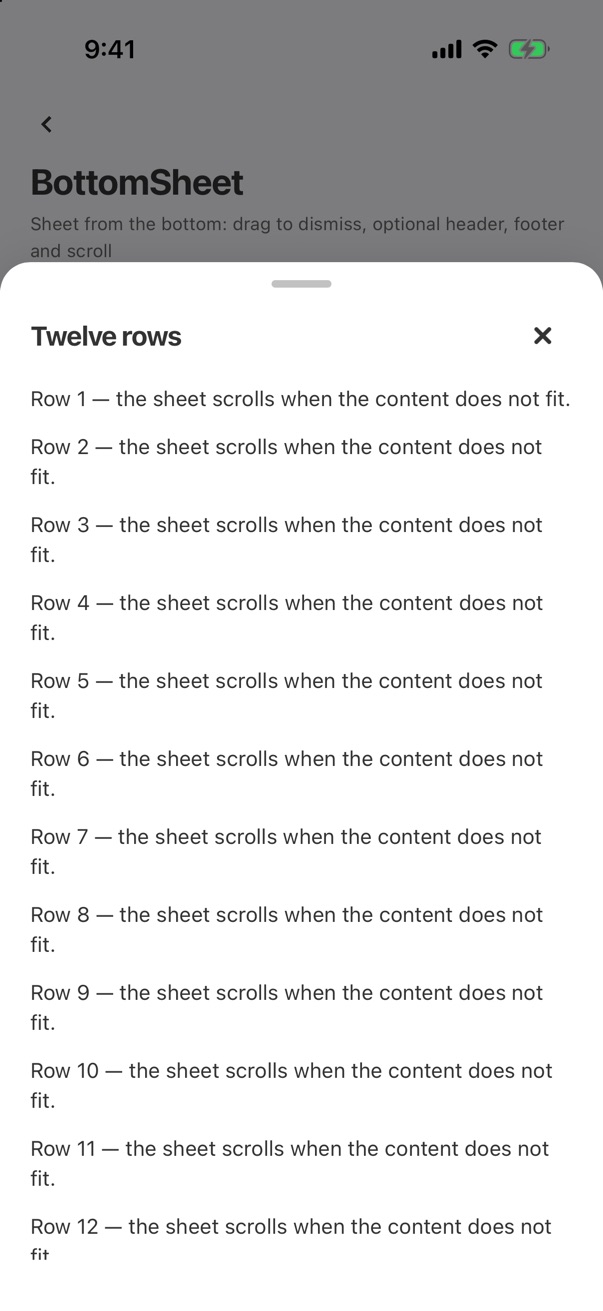 9:41
BottomSheet
Sheet from the bottom: drag to dismiss, optional header, footer
and scroll
Twelve rows
Row 1 — the sheet scrolls when the content does not fit.
Row 2 — the sheet scrolls when the content does not
fit.
Row 3 — the sheet scrolls when the content does not
fit.
Row 4 — the sheet scrolls when the content does not
fit.
Row 5 — the sheet scrolls when the content does not
fit.
Row 6 — the sheet scrolls when the content does not
fit.
Row 7 — the sheet scrolls when the content does not
fit.
Row 8 — the sheet scrolls when the content does not
fit.
Row 9 — the sheet scrolls when the content does not
fit.
Row 10 — the sheet scrolls when the content does not
fit.
Row 11 — the sheet scrolls when the content does not
fit.
Row 12 — the sheet scrolls when the content does not
fit